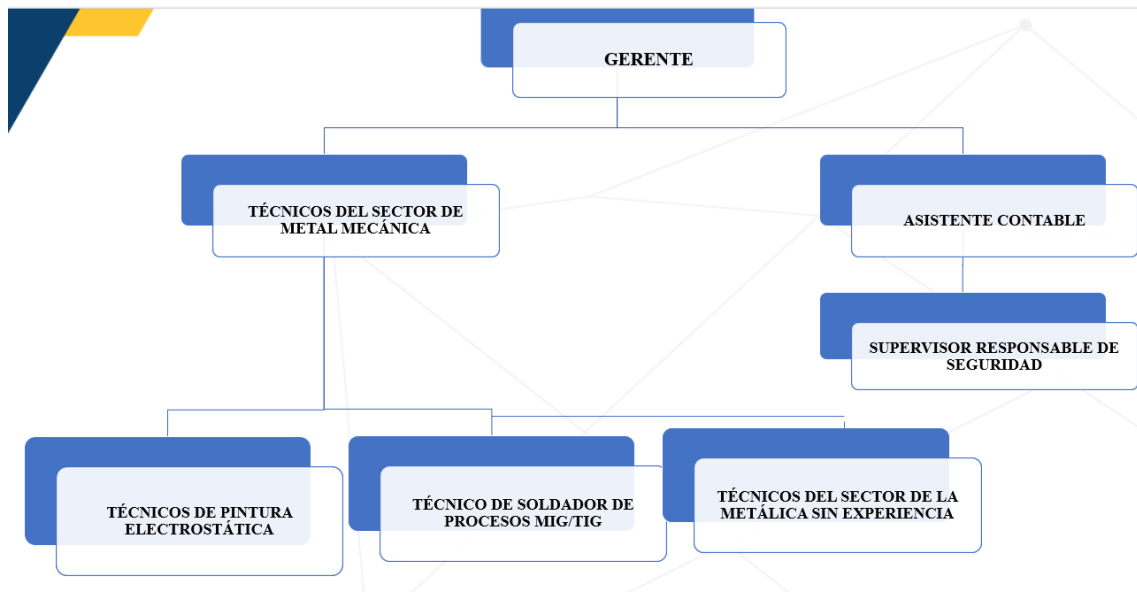 GERENTE
TÉCNICOS DEL SECTOR DE
METAL MECÁNICA
ASISTENTE CONTABLE
SUPERVISOR RESPONSABLE DE
SEGURIDAD
TÉCNICOS DE PINTURA
ELECTROSTÁTICA
TÉCNICO DE SOLDADOR DE
PROCESOS MIG/TIG
TÉCNICOS DEL SECTOR DE LA
METÁLICA SIN EXPERIENCIA